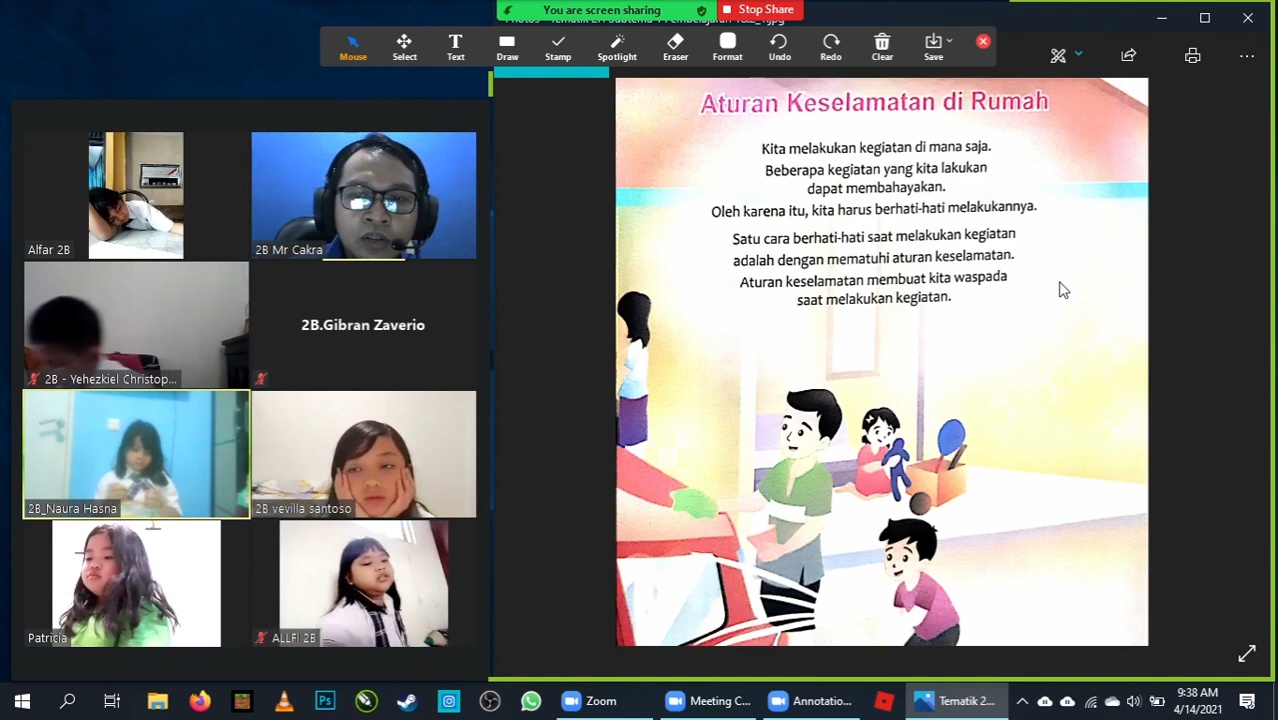 You are screen sharing
Stop Share
Mouse
Select
Text
Draw
Stamp
Spotlight
Eraser
Format
Undo
Redo
Clear
Save
Alfar 2B
2B Mr Cakra
2B - Yehezkiel Christop...
2B.Gibran Zaverio
2B_Naura Hasna
2B vevilla santoso
Patricia
ALLFI 2B
Aturan Keselamatan di Rumah
Kita melakukan kegiatan di mana saja.
Beberapa kegiatan yang kita lakukan
dapat membahayakan.
Oleh karena itu, kita harus berhati-hati melakukannya.
Satu cara berhati-hati saat melakukan kegiatan
adalah dengan mematuhi aturan keselamatan.
Aturan keselamatan membuat kita waspada
saat melakukan kegiatan.
Ps
Zoom
Meeting C...
Annotatio...
Tematik 2...
9:38 AM
4/14/2021